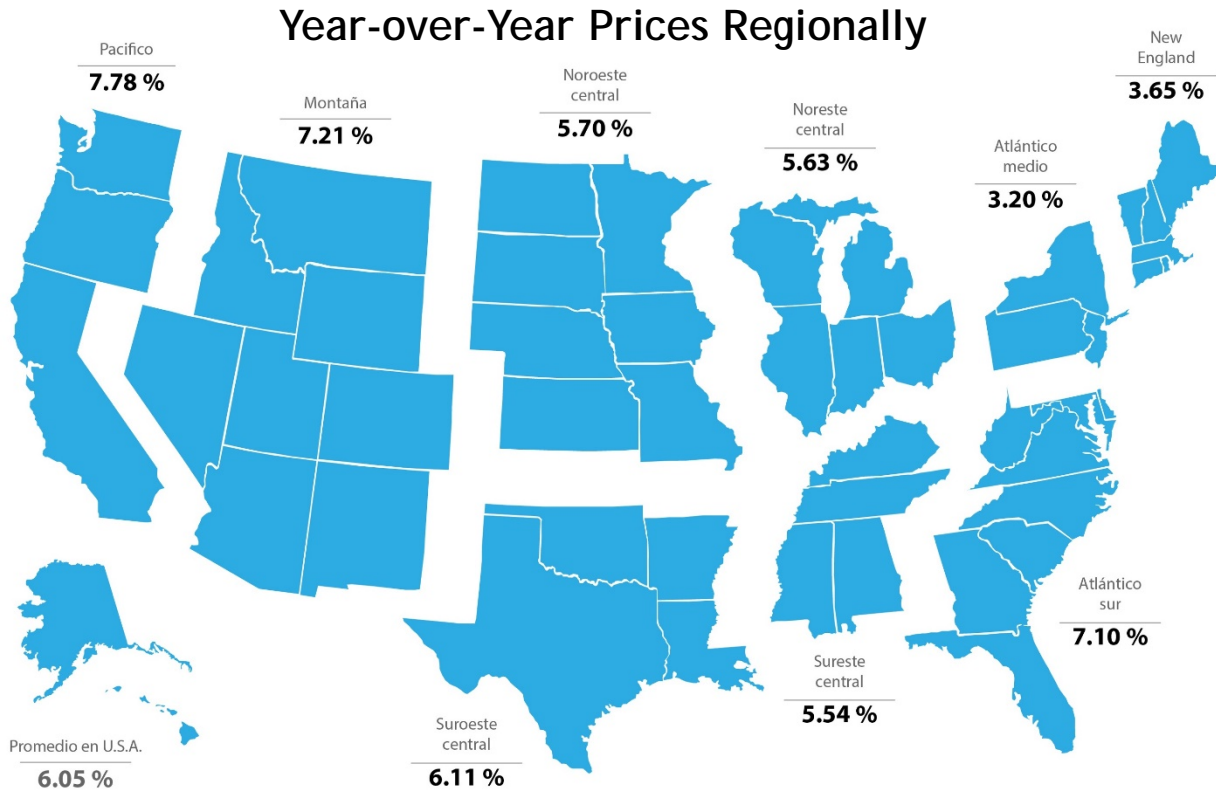 Year-over-Year Prices Regionally
Pacifico
7.78 %
Montaña
7.21 %
Noroeste
central
5.70 %
Noreste
central
5.63 %
Atlántico
medio
3.20 %
New
England
3.65 %
Atlántico
sur
7.10 %
Sureste
central
5.54 %
Suroeste
central
6.11 %
Promedio en U.S.A.
6.05 %